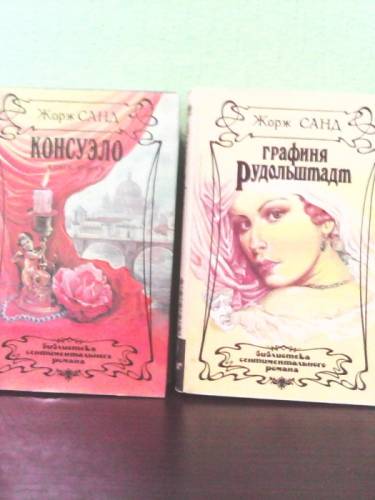 Жорж САНД
КОНСУЭЛО
библиотека
сентиментального
романа
Жорж САНД
ГРАФИНЯ
РУДОЛЬШТАДТ
библиотека
сентиментального
романа